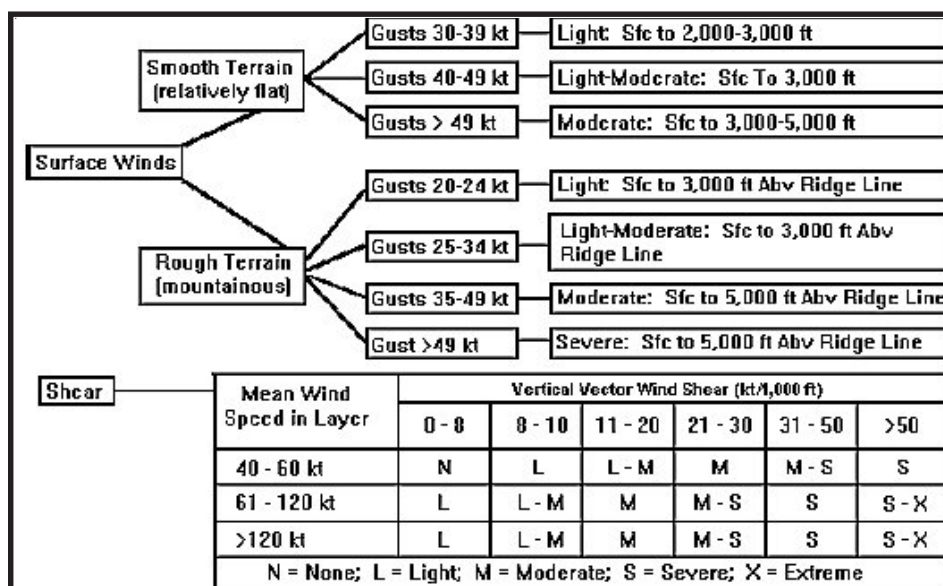 Gusts 30-39 kt
Light: Sfc to 2,000-3,000 ft
Smooth Terrain
(relatively flat)
Gusts 40-49 kt
Light-Moderate: Sfc To 3,000 ft
Gusts > 49 kt
Moderate: Sfc to 3,000-5,000 ft
Surface Winds
Gusts 20-24 kt
Light: Sfc to 3,000 ft Abv Ridge Line
Gusts 25-34 kt
Light-Moderate: Sfc to 3,000 ft Abv
Ridge Line
Rough Terrain
(mountainous)
Gusts 35-49 kt
Moderate: Sfc to 5,000 ft Abv Ridge Line
Gust >49 kt
Severe: Sfc to 5,000 ft Abv Ridge Line
Shear
Mean Wind
Speed in Layer
Vertical Vector Wind Shear (kt/1,000 ft)
0 - 8 8 - 10 11 - 20 21 - 30 31 - 50 >50
40 - 60 kt N L L - M M M - S S
61 - 120 kt L L - M M M - S S S - X
>120 kt L L - M M M - S S S - X
N = None; L = Light; M = Moderate; S = Severe; X = Extreme